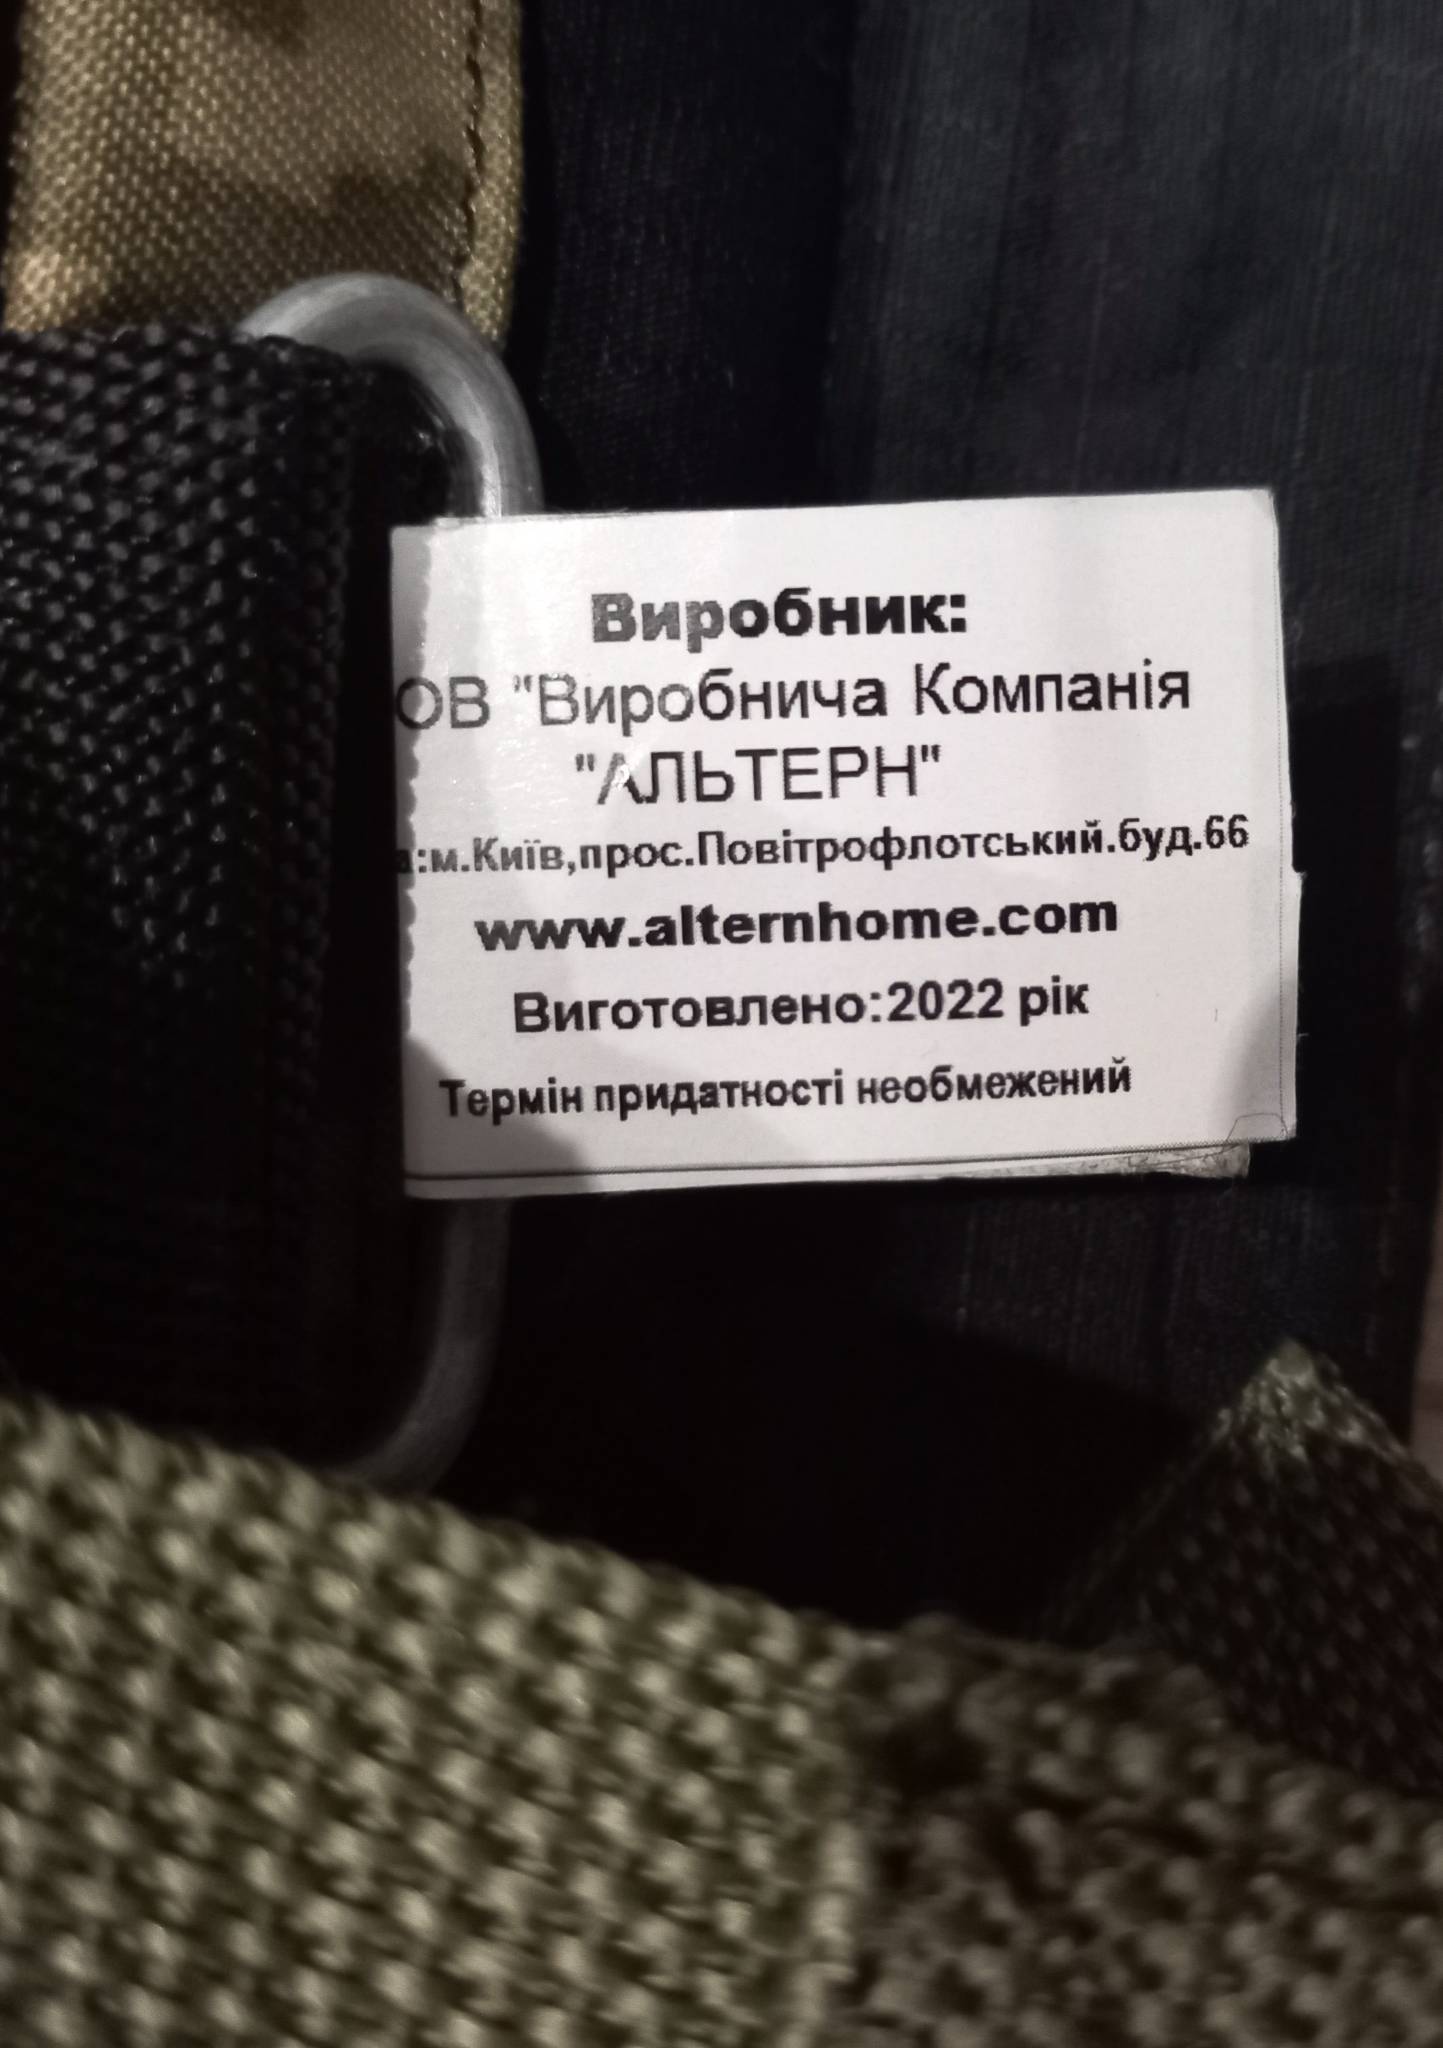 Виробник:
ОВ "Виробнича Компанія
"АЛЬТЕРН"
а:м.Київ,прос.Повітрофлотський.буд.66
www.alternhome.com
Виготовлено:2022 рік
Термін придатності необмежений